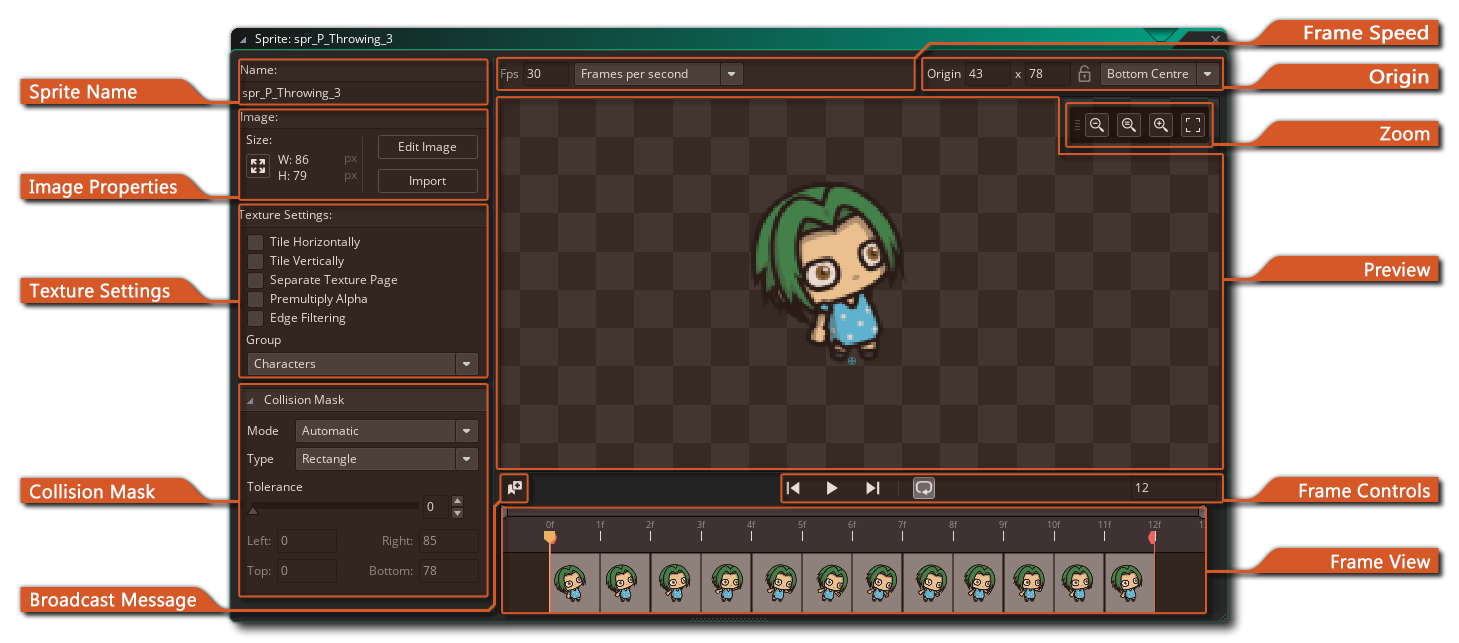 Sprite: spr_P_Throwing_3
Frame Speed
Name:
Fps 30 Frames per second
Origin 43 x 78 Bottom Centre
Origin
Sprite Name
spr_P_Throwing_3
Image:
Zoom
Size:
W: 86 px
H: 79 px
Edit Image
Import
Image Properties
Texture Settings:
Tile Horizontally
Tile Vertically
Separate Texture Page
Premultiply Alpha
Edge Filtering
Group
Characters
Texture Settings
Preview
Collision Mask
Mode Automatic
Type Rectangle
Tolerance
0
Left: 0 Right: 85
Top: 0 Bottom: 78
Collision Mask
12
Frame Controls
0f 1f 2f 3f 4f 5f 6f 7f 8f 9f 10f 11f 12f
Frame View
Broadcast Message